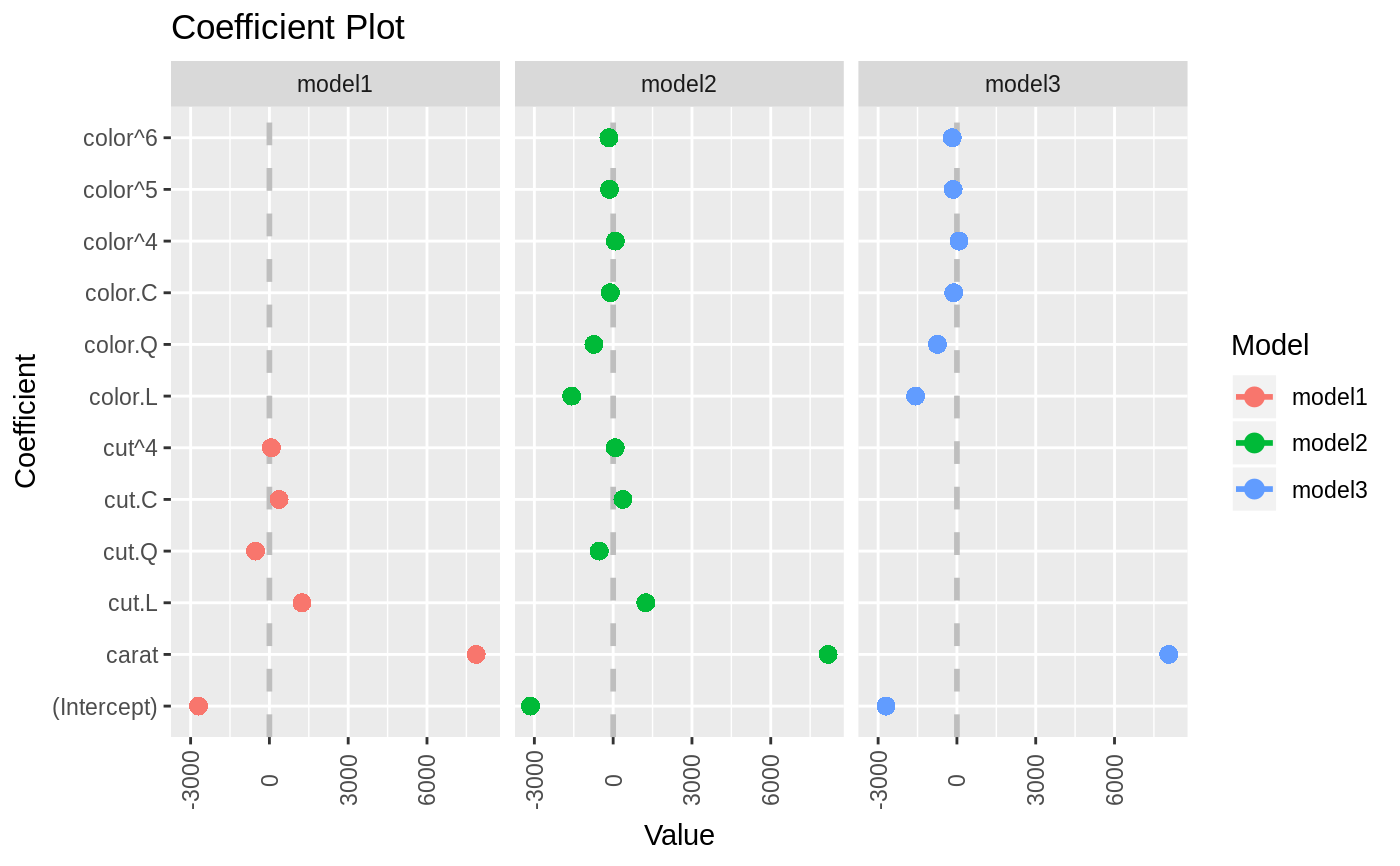 Coefficient Plot
model1
model2
model3
color^6
color^5
color^4
color.C
color.Q
color.L
cut^4
cut.C
cut.Q
cut.L
carat
(Intercept)
Coefficient
-3000
0
3000
6000
-3000
0
3000
6000
-3000
0
3000
6000
Value
Model
model1
model2
model3